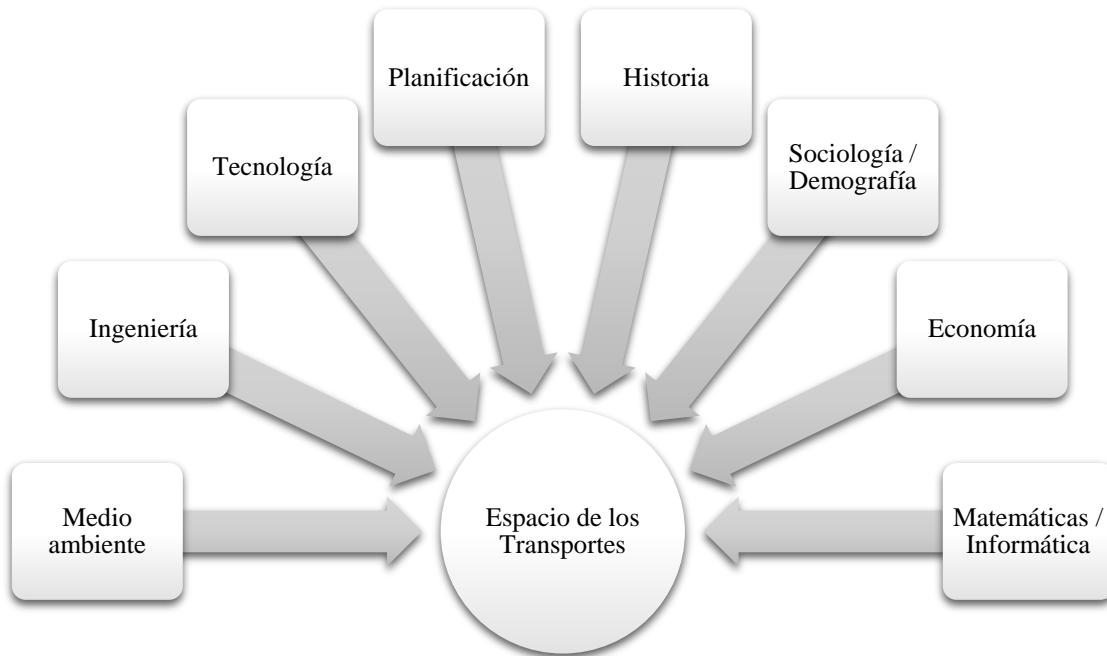 Planificación
Historia
Tecnología
Sociología /
Demografía
Ingeniería
Economía
Medio
ambiente
Espacio de los
Transportes
Matemáticas /
Informática